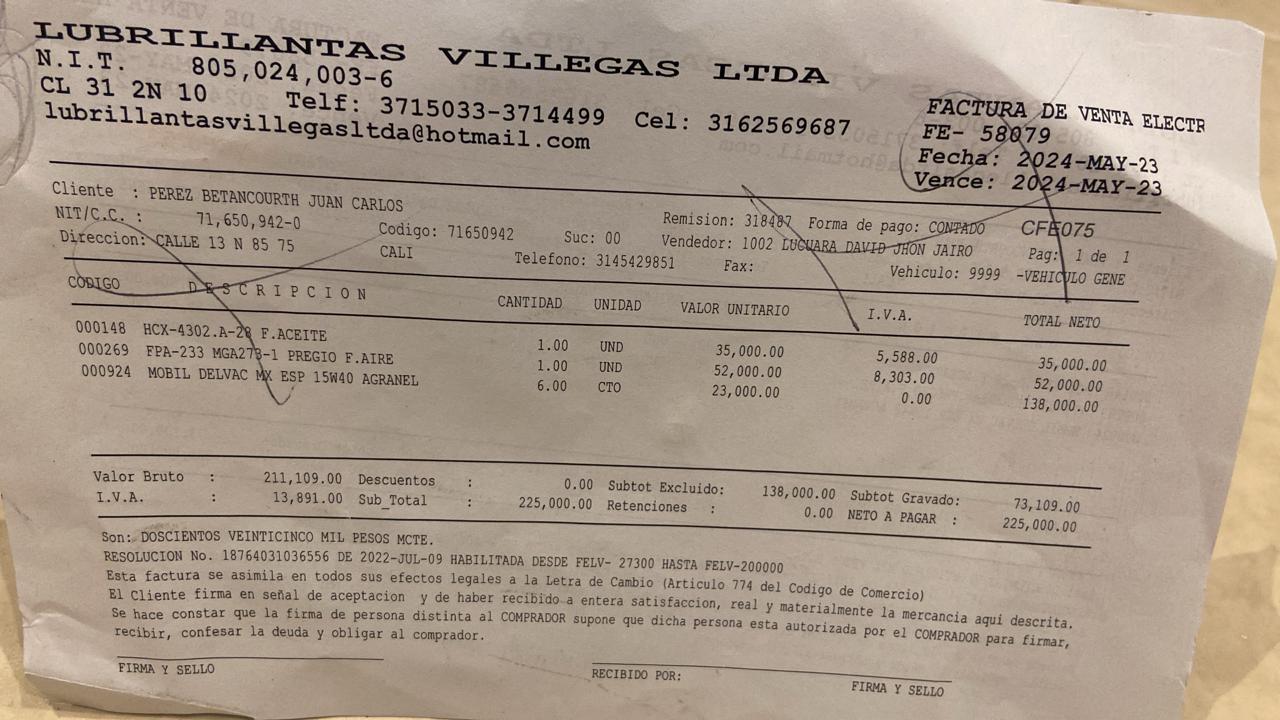 LUBRILLANTAS VILLEGAS LTDA
N.I.T. 805,024,003-6
CL 31 2N 10 Telf: 3715033-3714499 Cel: 3162569687
lubrillantasvillegasltda@hotmail.com
FACTURA DE VENTA ELECTR
FE- 58079
Fecha: 2024-MAY-23
Vence: 2024-MAY-23
Cliente : PEREZ BETANCOURTH JUAN CARLOS
NIT/C.C. : 71,650,942-0 Codigo: 71650942 Suc: 00
Direccion: CALLE 13 N 85 75 CALI Telefono: 3145429851 Fax:
Remision: 318487 Forma de pago: CONTADO CFE075
Vendedor: 1002 LUCUARA DAVID JHON JAIRO Pag: 1 de 1
Vehiculo: 9999 -VEHICULO GENE
CODIGO DESCRIPCION CANTIDAD UNIDAD VALOR UNITARIO I.V.A. TOTAL NETO
000148 HCX-4302.A-28 F.ACEITE 1.00 UND 35,000.00 5,588.00 35,000.00
000269 FPA-233 MGA273-1 PREGIO F.AIRE 1.00 UND 52,000.00 8,303.00 52,000.00
000924 MOBIL DELVAC MX ESP 15W40 AGRANEL 6.00 CTO 23,000.00 0.00 138,000.00
Valor Bruto : 211,109.00 Descuentos : 0.00 Subtot Excluido: 138,000.00 Subtot Gravado: 73,109.00
I.V.A. : 13,891.00 Sub_Total : 225,000.00 Retenciones : 0.00 NETO A PAGAR : 225,000.00
Son: DOSCIENTOS VEINTICINCO MIL PESOS MCTE.
RESOLUCION No. 18764031036556 DE 2022-JUL-09 HABILITADA DESDE FELV- 27300 HASTA FELV-200000
Esta factura se asimila en todos sus efectos legales a la Letra de Cambio (Articulo 774 del Codigo de Comercio)
El Cliente firma en señal de aceptacion y de haber recibido a entera satisfaccion, real y materialmente la mercancia aqui descrita.
Se hace constar que la firma de persona distinta al COMPRADOR supone que dicha persona esta autorizada por el COMPRADOR para firmar,
recibir, confesar la deuda y obligar al comprador.
FIRMA Y SELLO RECIBIDO POR: FIRMA Y SELLO